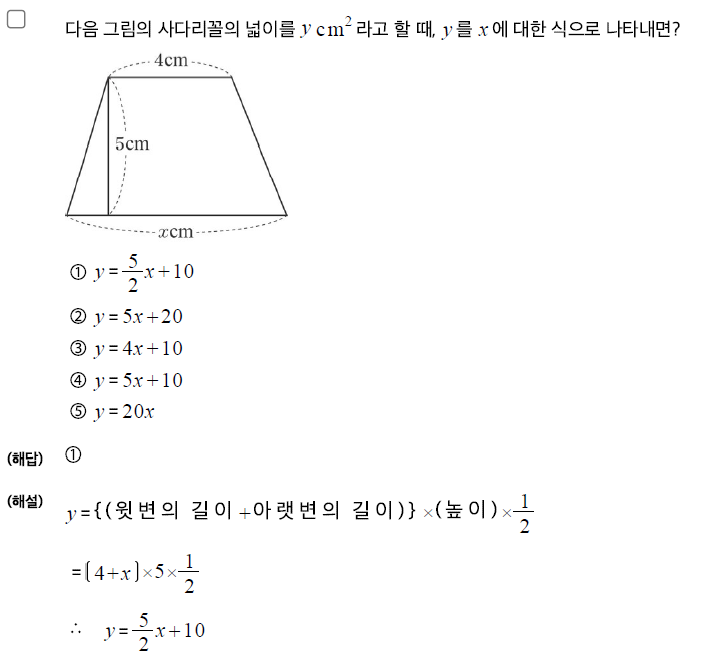 다음 그림의 사다리꼴의 넓이를 y cm² 라고 할 때, y 를 x 에 대한 식으로 나타내면?
4cm
5cm
xcm
① y = 5/2 x + 10
② y = 5x + 20
③ y = 4x + 10
④ y = 5x + 10
⑤ y = 20x
(해답) ①
(해설) y = {(윗변의 길이 + 아랫변의 길이)} × (높이) × 1/2
= (4+x) × 5 × 1/2
∴ y = 5/2 x + 10